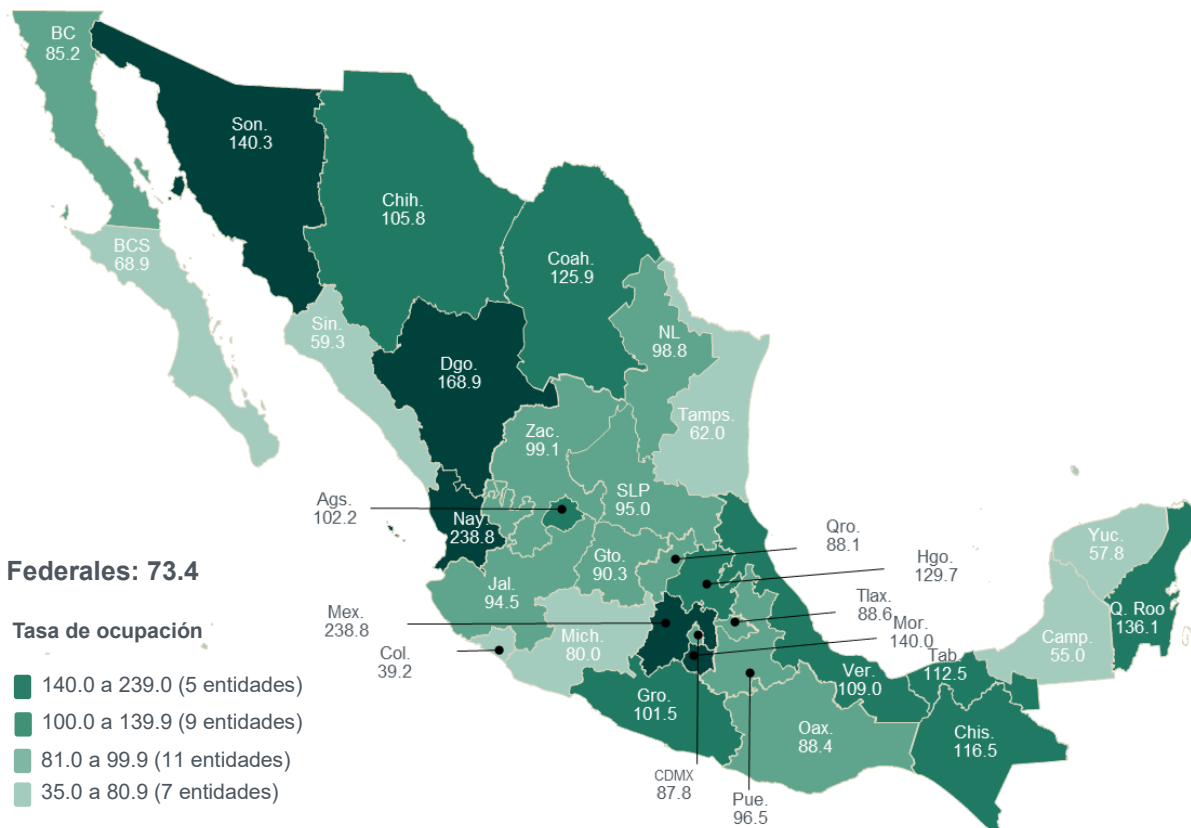 BC
85.2
Son.
140.3
Chih.
105.8
BCS
68.9
Coah.
125.9
Sin.
59.3
NL
98.8
Dgo.
168.9
Tamps.
62.0
Zac.
99.1
SLP
95.0
Ags.
102.2
Nay.
238.8
Qro.
88.1
Hgo.
129.7
Yuc.
57.8
Gto.
90.3
Federales: 73.4
Jal.
94.5
Tlax.
88.6
Q. Roo
136.1
Mex.
238.8
Mor.
140.0
Tasa de ocupación
Mich.
80.0
Camp.
55.0
Col.
39.2
Tab.
112.5
Ver.
109.0
140.0 a 239.0 (5 entidades)
Gro.
101.5
100.0 a 139.9 (9 entidades)
Oax.
88.4
Chis.
116.5
81.0 a 99.9 (11 entidades)
CDMX
87.8
35.0 a 80.9 (7 entidades)
Pue.
96.5